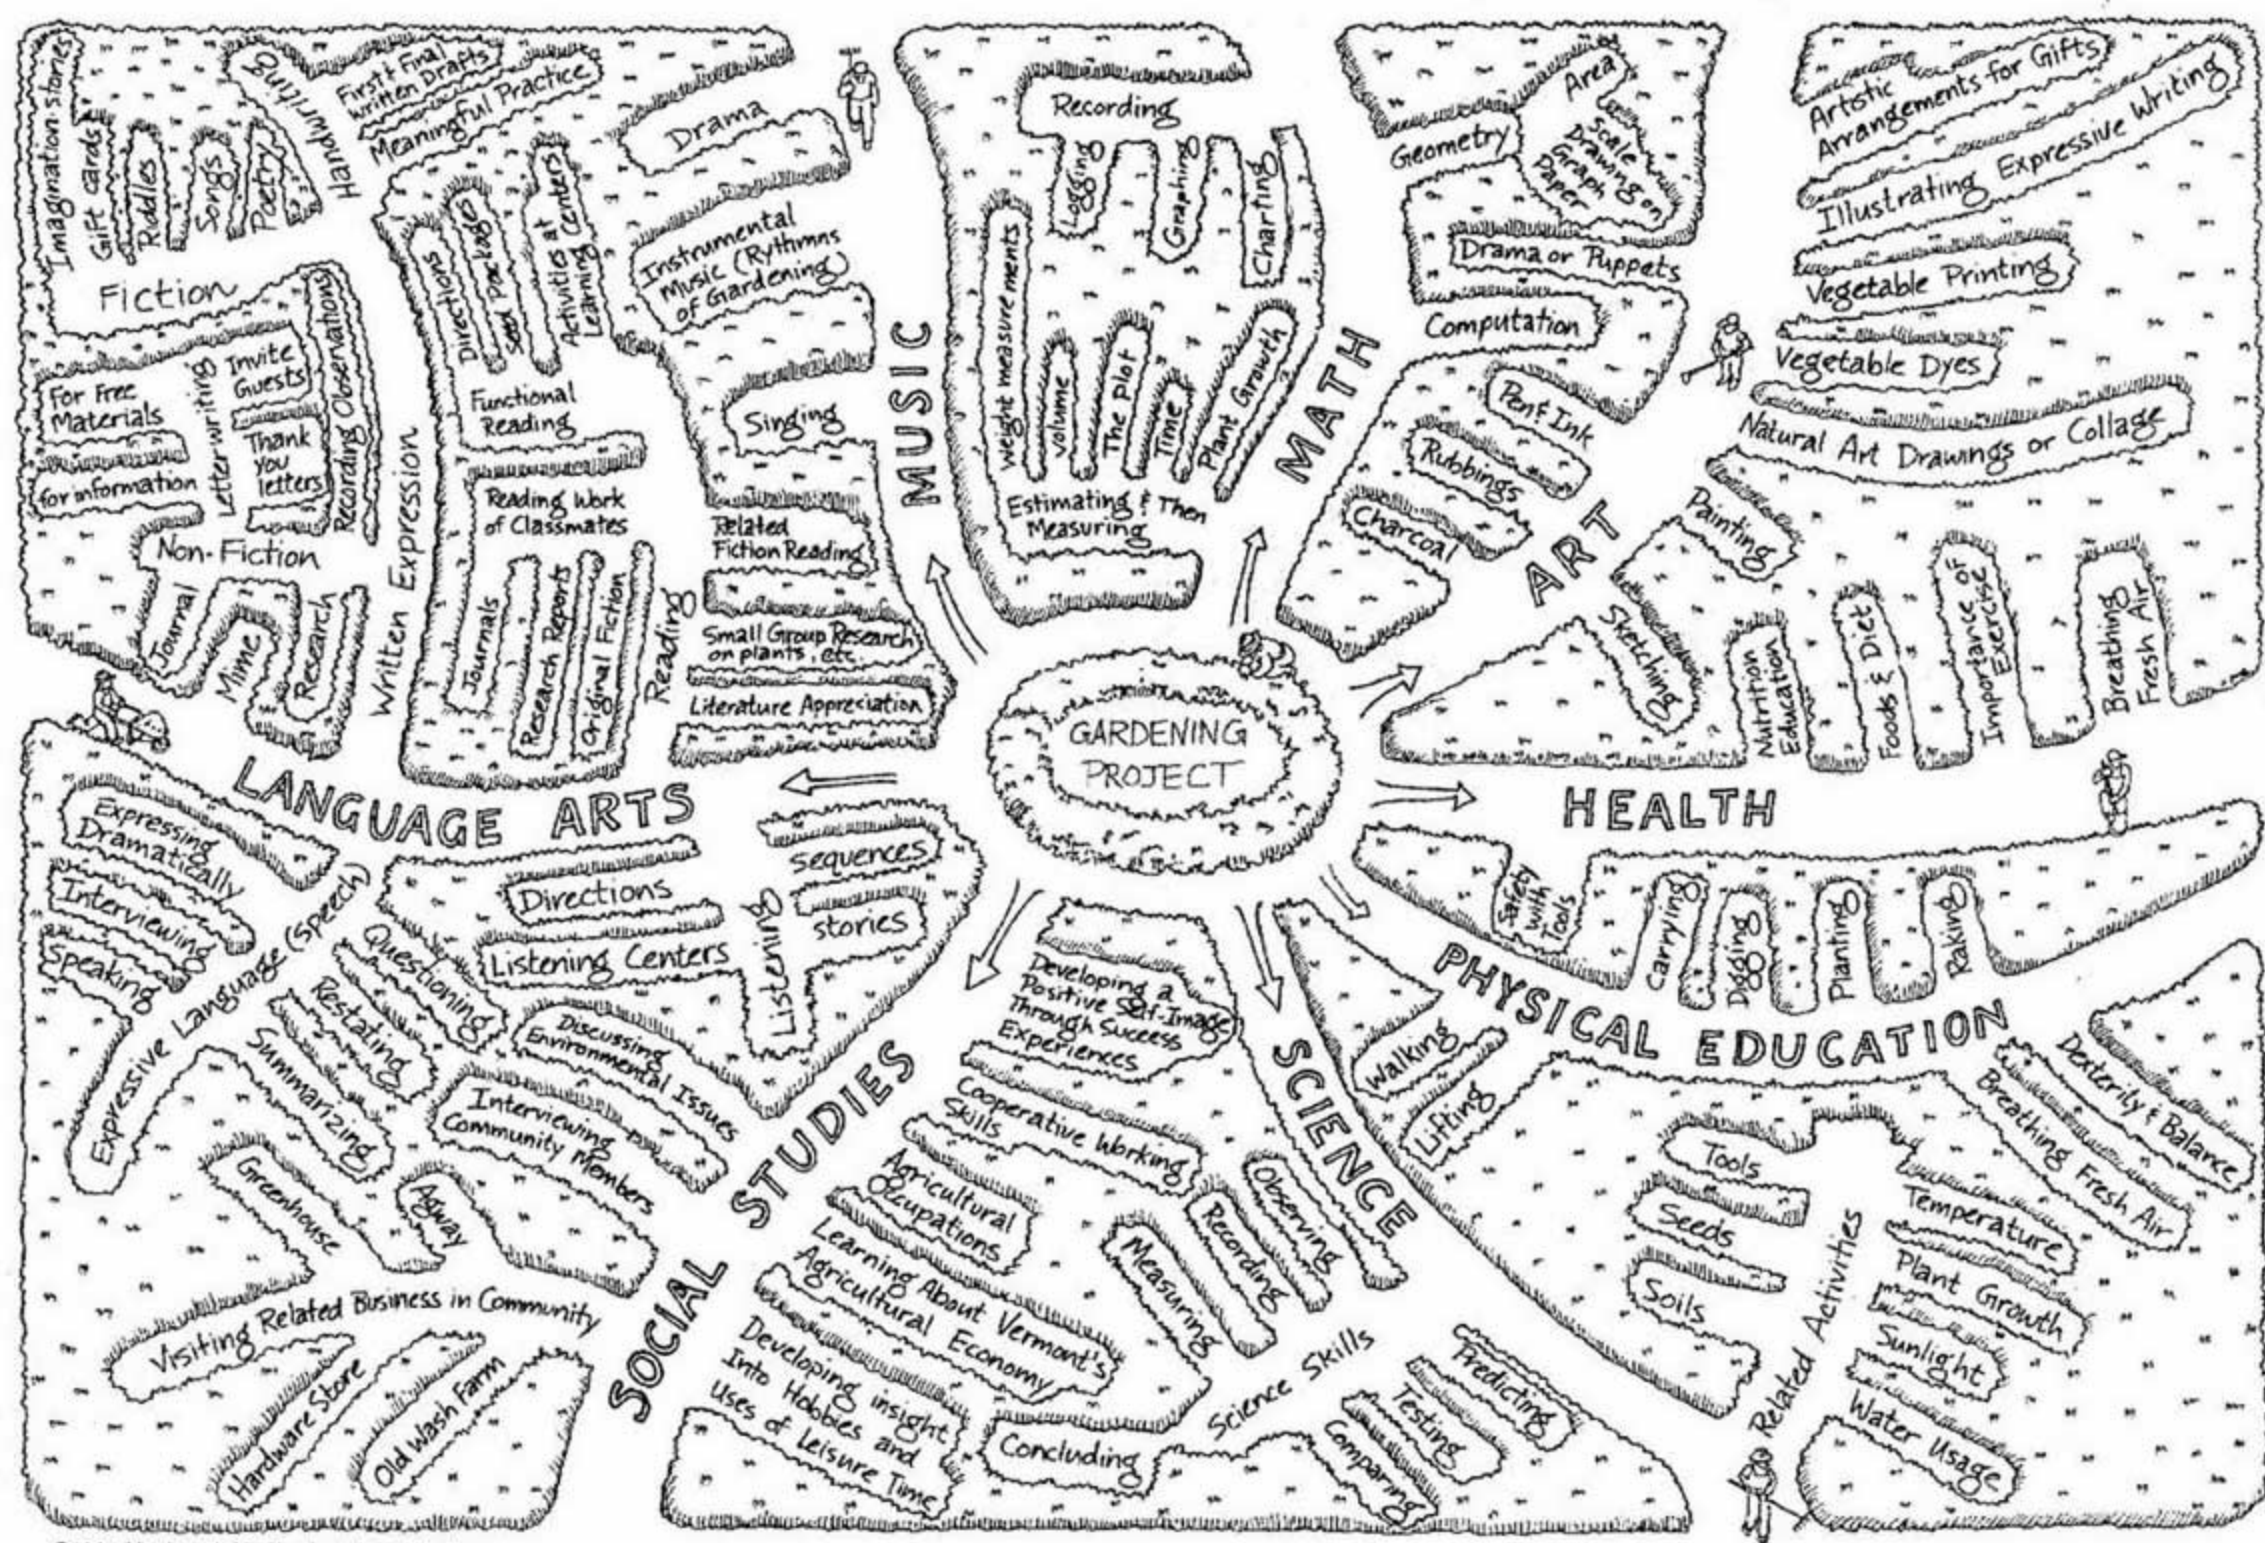 GARDENING
PROJECT
LANGUAGE ARTS
Written Expression
Handwriting
First & Final
Written Drafts
Meaningful Practice
Fiction
Imagination stories
Gift cards
Riddles
Songs
Poetry
Non-Fiction
Letterwriting
For Free
Materials
for information
Invite
Guests
Thank
you
letters
Recording Observations
Journal
Mime
Research
Reading
Functional
Reading
Directions
Seed Packages
Activities at
Learning Centers
Reading Work
of Classmates
Journals
Research Reports
Original Fiction
Related
Fiction Reading
Small Group Research
on plants, etc.
Literature Appreciation
Expressive Language (Speech)
Expressing
Dramatically
Interviewing
Speaking
Questioning
Restating
Summarizing
Listening
Directions
Listening Centers
sequences
stories
MUSIC
Drama
Instrumental
Music (Rythmns
of Gardening)
Singing
MATH
Recording
Logging
Graphing
Charting
Estimating & Then
Measuring
Weight measurements
Volume
The plot
Time
Plant Growth
Geometry
Area
Scale
Drawing on
Graph
Paper
Drama or Puppets
Computation
ART
Pen & Ink
Rubbings
Charcoal
Artistic
Arrangements for Gifts
Illustrating Expressive Writing
Vegetable Printing
Vegetable Dyes
Natural Art Drawings or Collage
Painting
Sketching
HEALTH
Nutrition
Education
Foods & Diet
Importance of
Exercise
Breathing
Fresh Air
Safety
with
Tools
PHYSICAL EDUCATION
Carrying
Digging
Planting
Raking
Walking
Lifting
Breathing Fresh Air
Dexterily & Balance
SCIENCE
Observing
Recording
Measuring
Science Skills
Predicting
Testing
Comparing
Concluding
Related Activities
Tools
Seeds
Soils
Temperature
Plant Growth
Sunlight
Water Usage
SOCIAL STUDIES
Developing a
Positive Self-Image
Through Success
Experiences
Cooperative Working
Skills
Agricultural
Ocupations
Learning About Vermont's
Agricultural Economy
Developing insight
Into Hobbies and
Uses of Leisure Time
Discussing
Environmental Issues
Interviewing
Community Members
Visiting Related Business in Community
Greenhouse
Agway
Hardware Store
Old Wash Farm